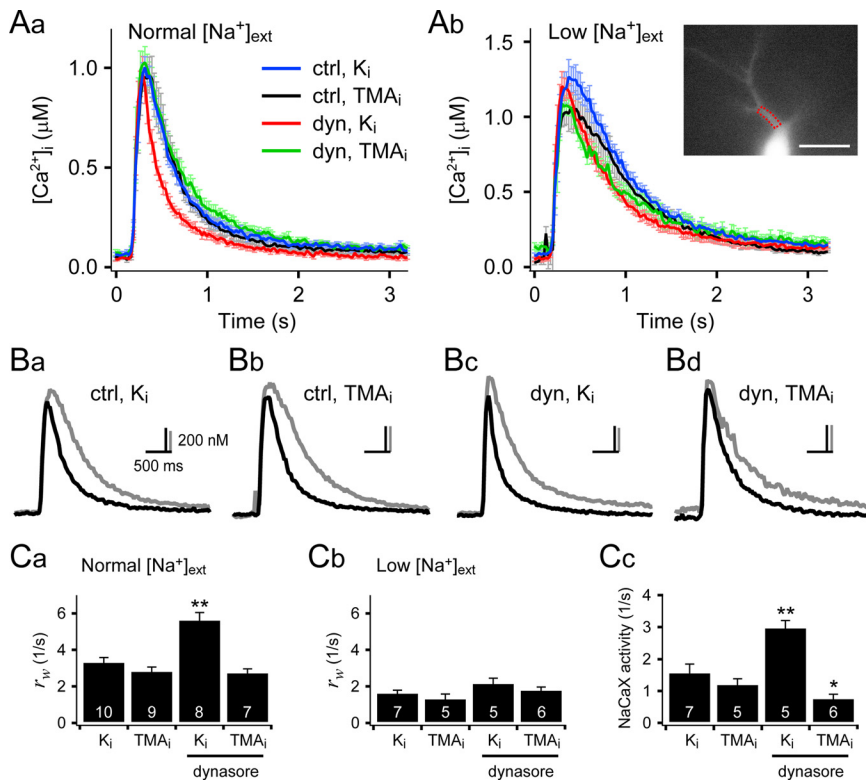 Aa
Normal [Na⁺]ext
1.0
0.5
0.0
[Ca²⁺]i (μM)
0
1
2
3
Time (s)
ctrl, Ki
ctrl, TMAi
dyn, Ki
dyn, TMAi
Ab
Low [Na⁺]ext
1.5
1.0
0.5
0.0
[Ca²⁺]i (μM)
0
1
2
3
Time (s)
Ba
ctrl, Ki
200 nM
500 ms
Bb
ctrl, TMAi
Bc
dyn, Ki
Bd
dyn, TMAi
Ca
Normal [Na⁺]ext
6
4
2
0
rw (1/s)
**
10
9
8
7
Ki
TMAi
Ki
TMAi
dynasore
Cb
Low [Na⁺]ext
6
4
2
0
rw (1/s)
7
5
5
6
Ki
TMAi
Ki
TMAi
dynasore
Cc
4
3
2
1
0
NaCaX activity (1/s)
**
*
7
5
5
6
Ki
TMAi
Ki
TMAi
dynasore